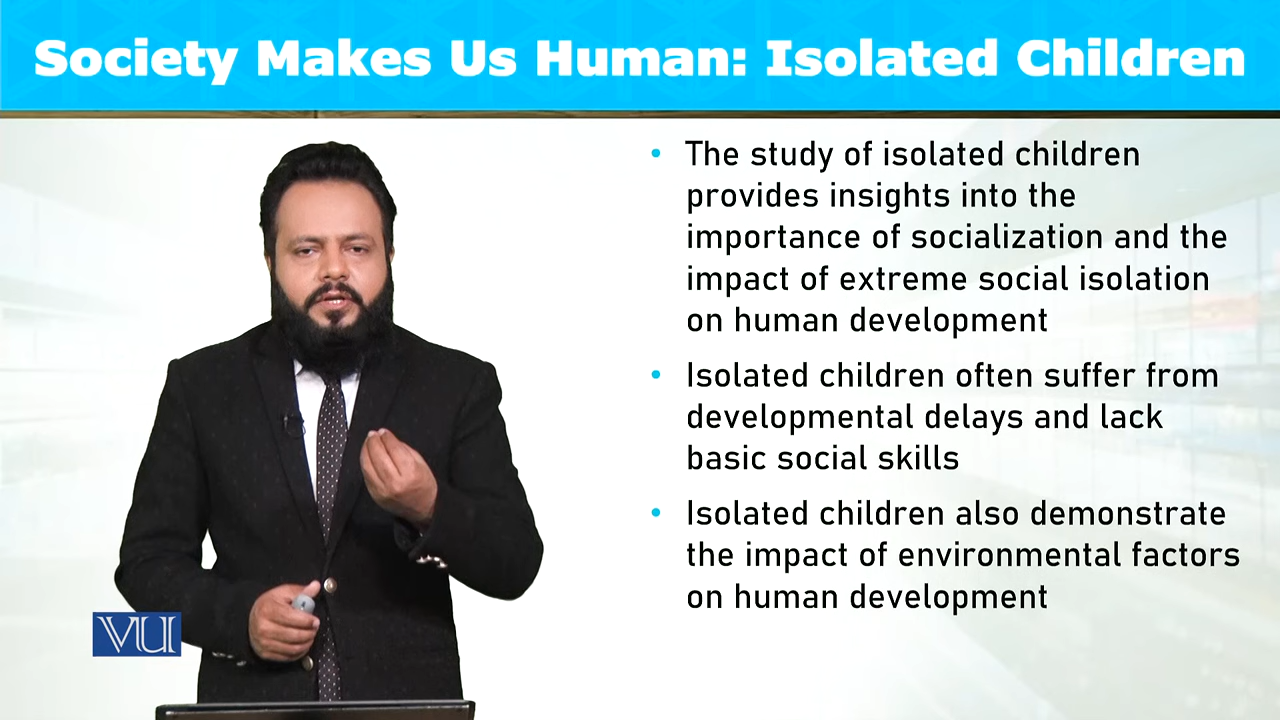 Society Makes Us Human: Isolated Children
• The study of isolated children
provides insights into the
importance of socialization and the
impact of extreme social isolation
on human development
• Isolated children often suffer from
developmental delays and lack
basic social skills
• Isolated children also demonstrate
the impact of environmental factors
on human development
VU